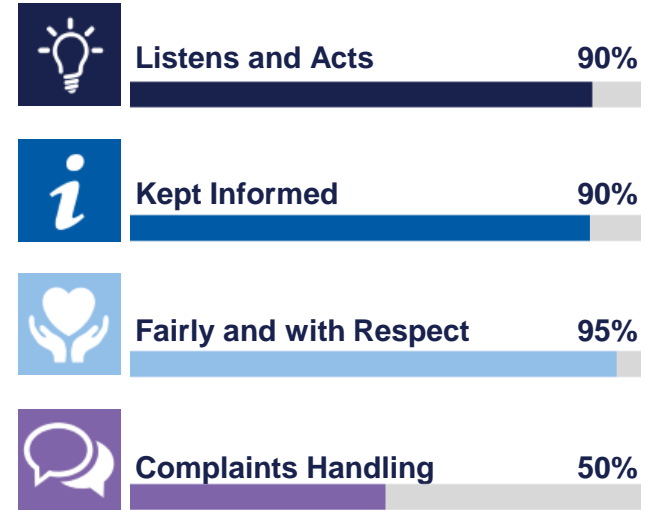 Listens and Acts 90%
Kept Informed 90%
Fairly and with Respect 95%
Complaints Handling 50%